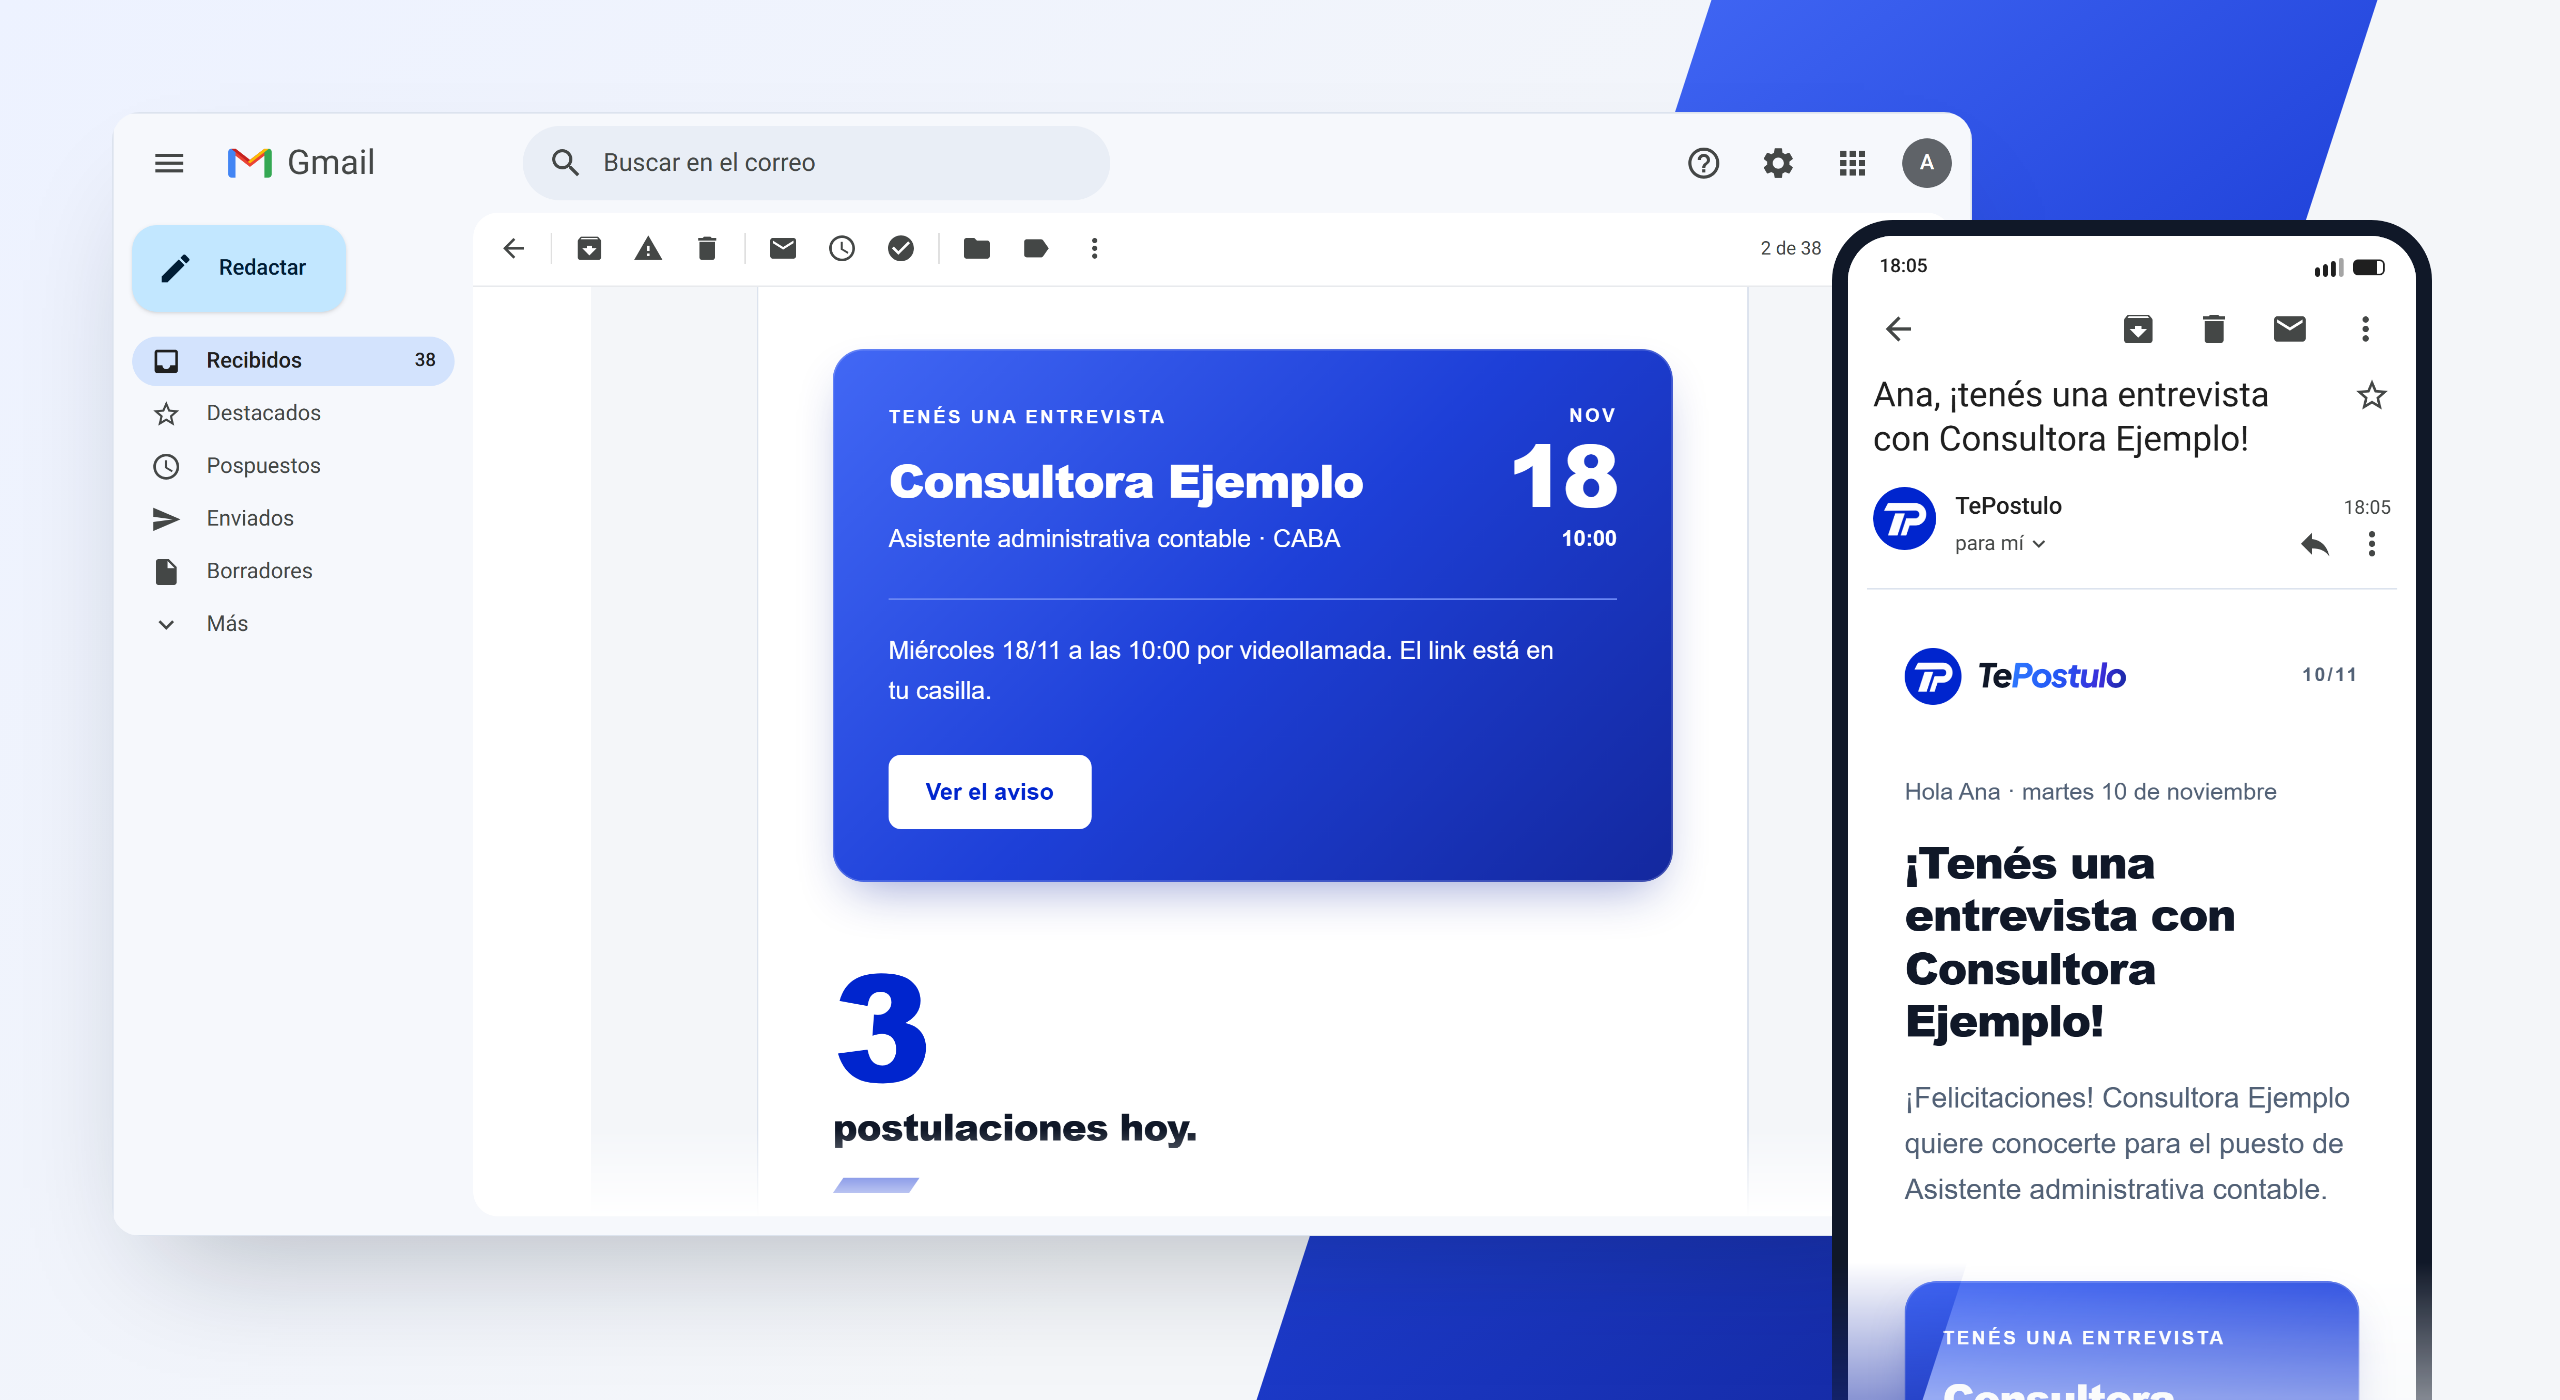 Gmail
Buscar en el correo
A
Redactar
Recibidos 38
Destacados
Pospuestos
Enviados
Borradores
Más
2 de 38
TENÉS UNA ENTREVISTA
Consultora Ejemplo
Asistente administrativa contable · CABA
NOV
18
10:00
Miércoles 18/11 a las 10:00 por videollamada. El link está en
tu casilla.
Ver el aviso
3
postulaciones hoy.
18:05
Ana, ¡tenés una entrevista
con Consultora Ejemplo!
TP
TePostulo
18:05
para mí
TP
TePostulo
10/11
Hola Ana · martes 10 de noviembre
¡Tenés una
entrevista con
Consultora
Ejemplo!
¡Felicitaciones! Consultora Ejemplo
quiere conocerte para el puesto de
Asistente administrativa contable.
TENÉS UNA ENTREVISTA
Consultora